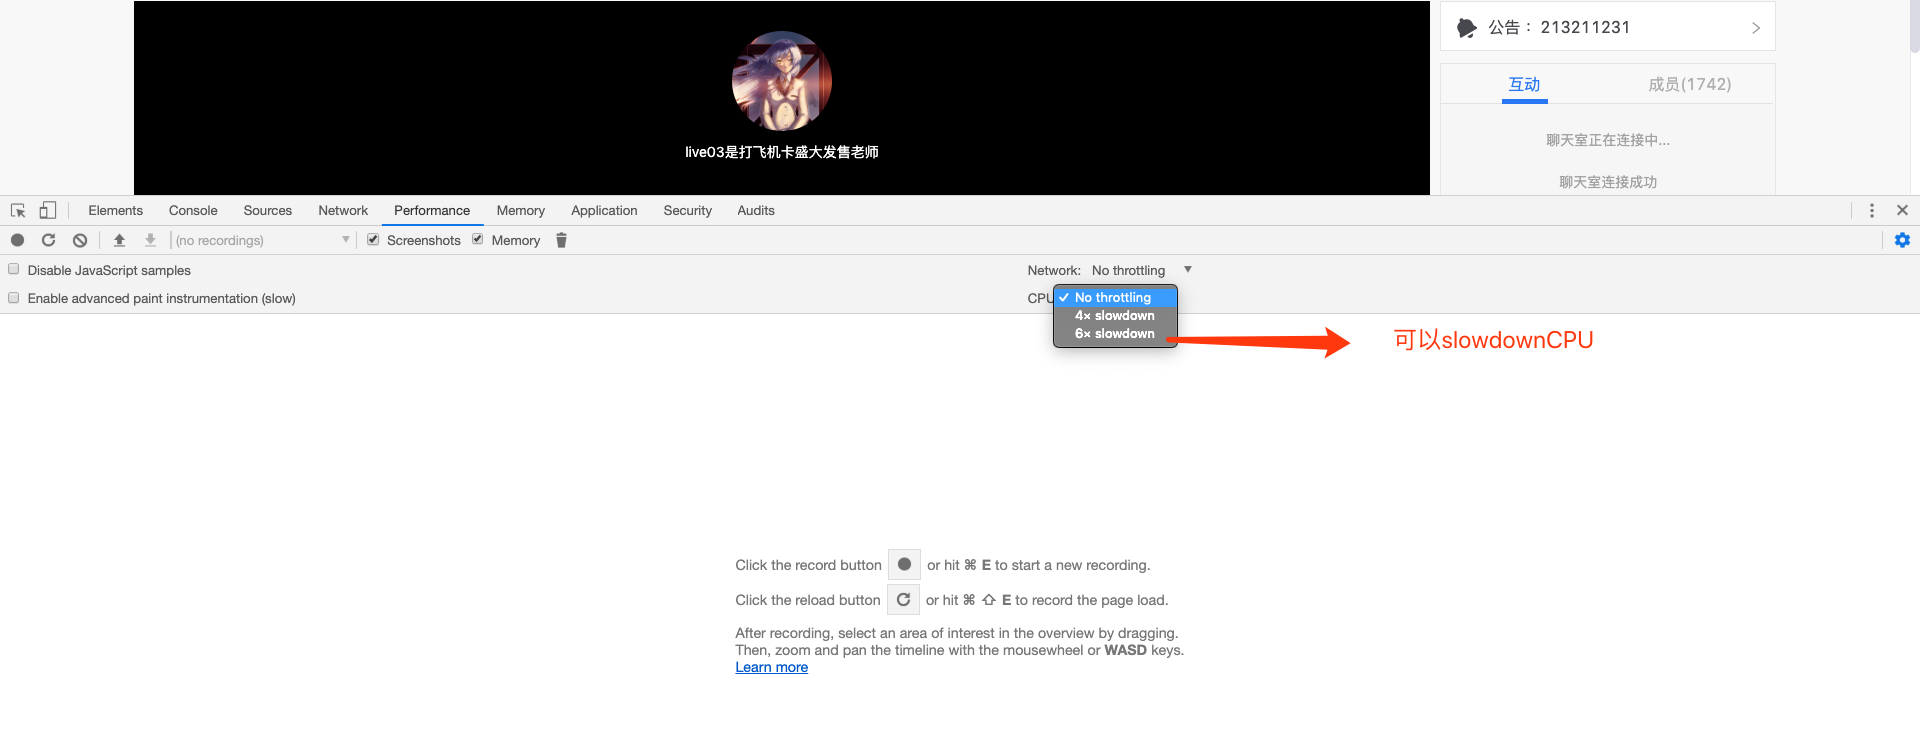 公告： 213211231
互动 成员(1742)
聊天室正在连接中...
聊天室连接成功
live03是打飞机卡盛大发售老师
Elements Console Sources Network Performance Memory Application Security Audits
(no recordings) Screenshots Memory
Disable JavaScript samples
Network: No throttling
Enable advanced paint instrumentation (slow)
CPU
No throttling
4× slowdown
6× slowdown
可以slowdownCPU
Click the record button or hit ⌘ E to start a new recording.
Click the reload button or hit ⌘ ⇧ E to record the page load.
After recording, select an area of interest in the overview by dragging.
Then, zoom and pan the timeline with the mousewheel or WASD keys.
Learn more